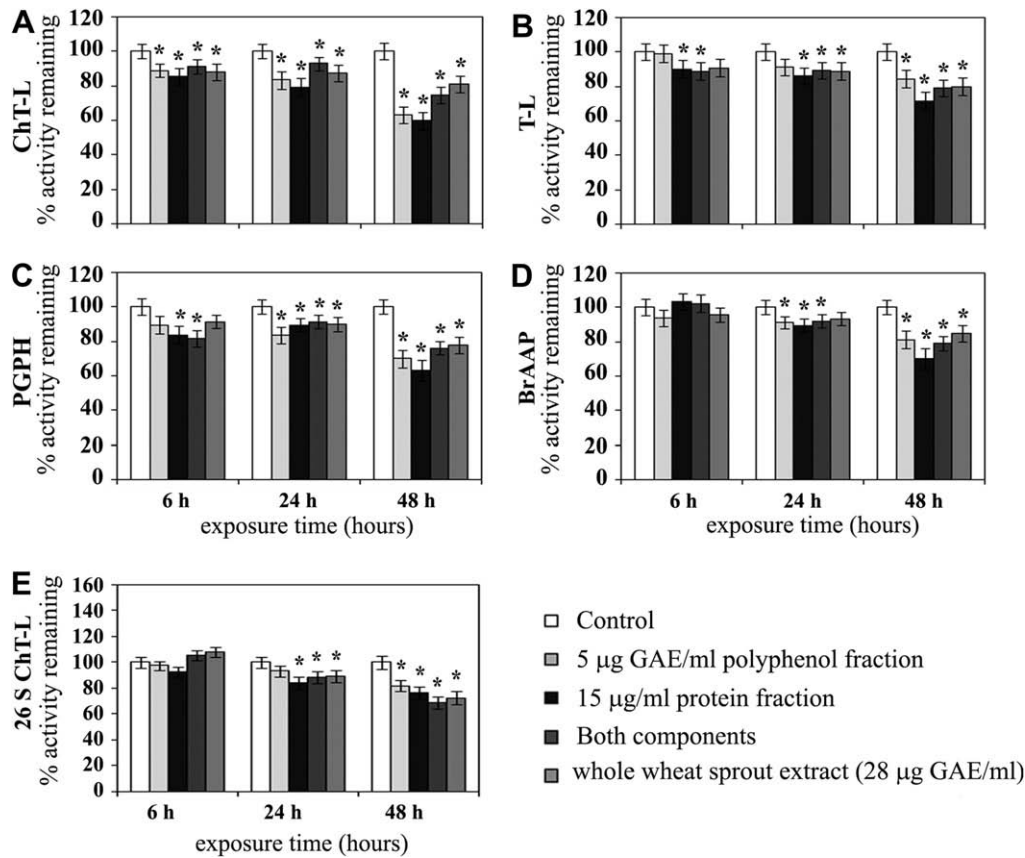 A
ChT-L
% activity remaining
120
100
80
60
40
20
0
* * * *
* * * *
* * * *
B
T-L
% activity remaining
120
100
80
60
40
20
0
* *
* * *
* * * *
C
PGPH
% activity remaining
120
100
80
60
40
20
0
* *
* * * *
* * * *
6 h 24 h 48 h
exposure time (hours)
D
BrAAP
% activity remaining
120
100
80
60
40
20
0
* * *
* * * *
6 h 24 h 48 h
exposure time (hours)
E
26 S ChT-L
% activity remaining
160
140
120
100
80
60
40
20
0
* * *
* * * *
6 h 24 h 48 h
exposure time (hours)
Control
5 μg GAE/ml polyphenol fraction
15 μg/ml protein fraction
Both components
whole wheat sprout extract (28 μg GAE/ml)